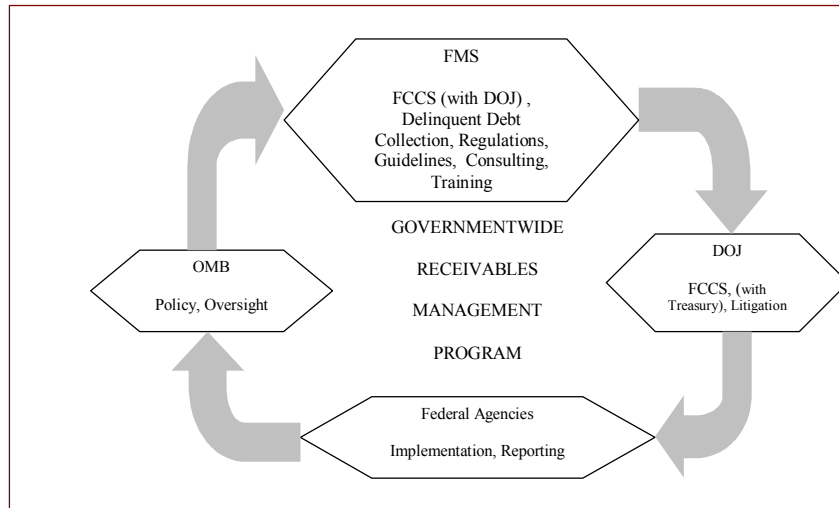 FMS
FCCS (with DOJ) ,
Delinquent Debt
Collection, Regulations,
Guidelines, Consulting,
Training
GOVERNMENTWIDE
RECEIVABLES
MANAGEMENT
PROGRAM
OMB
Policy, Oversight
DOJ
FCCS, (with
Treasury), Litigation
Federal Agencies
Implementation, Reporting